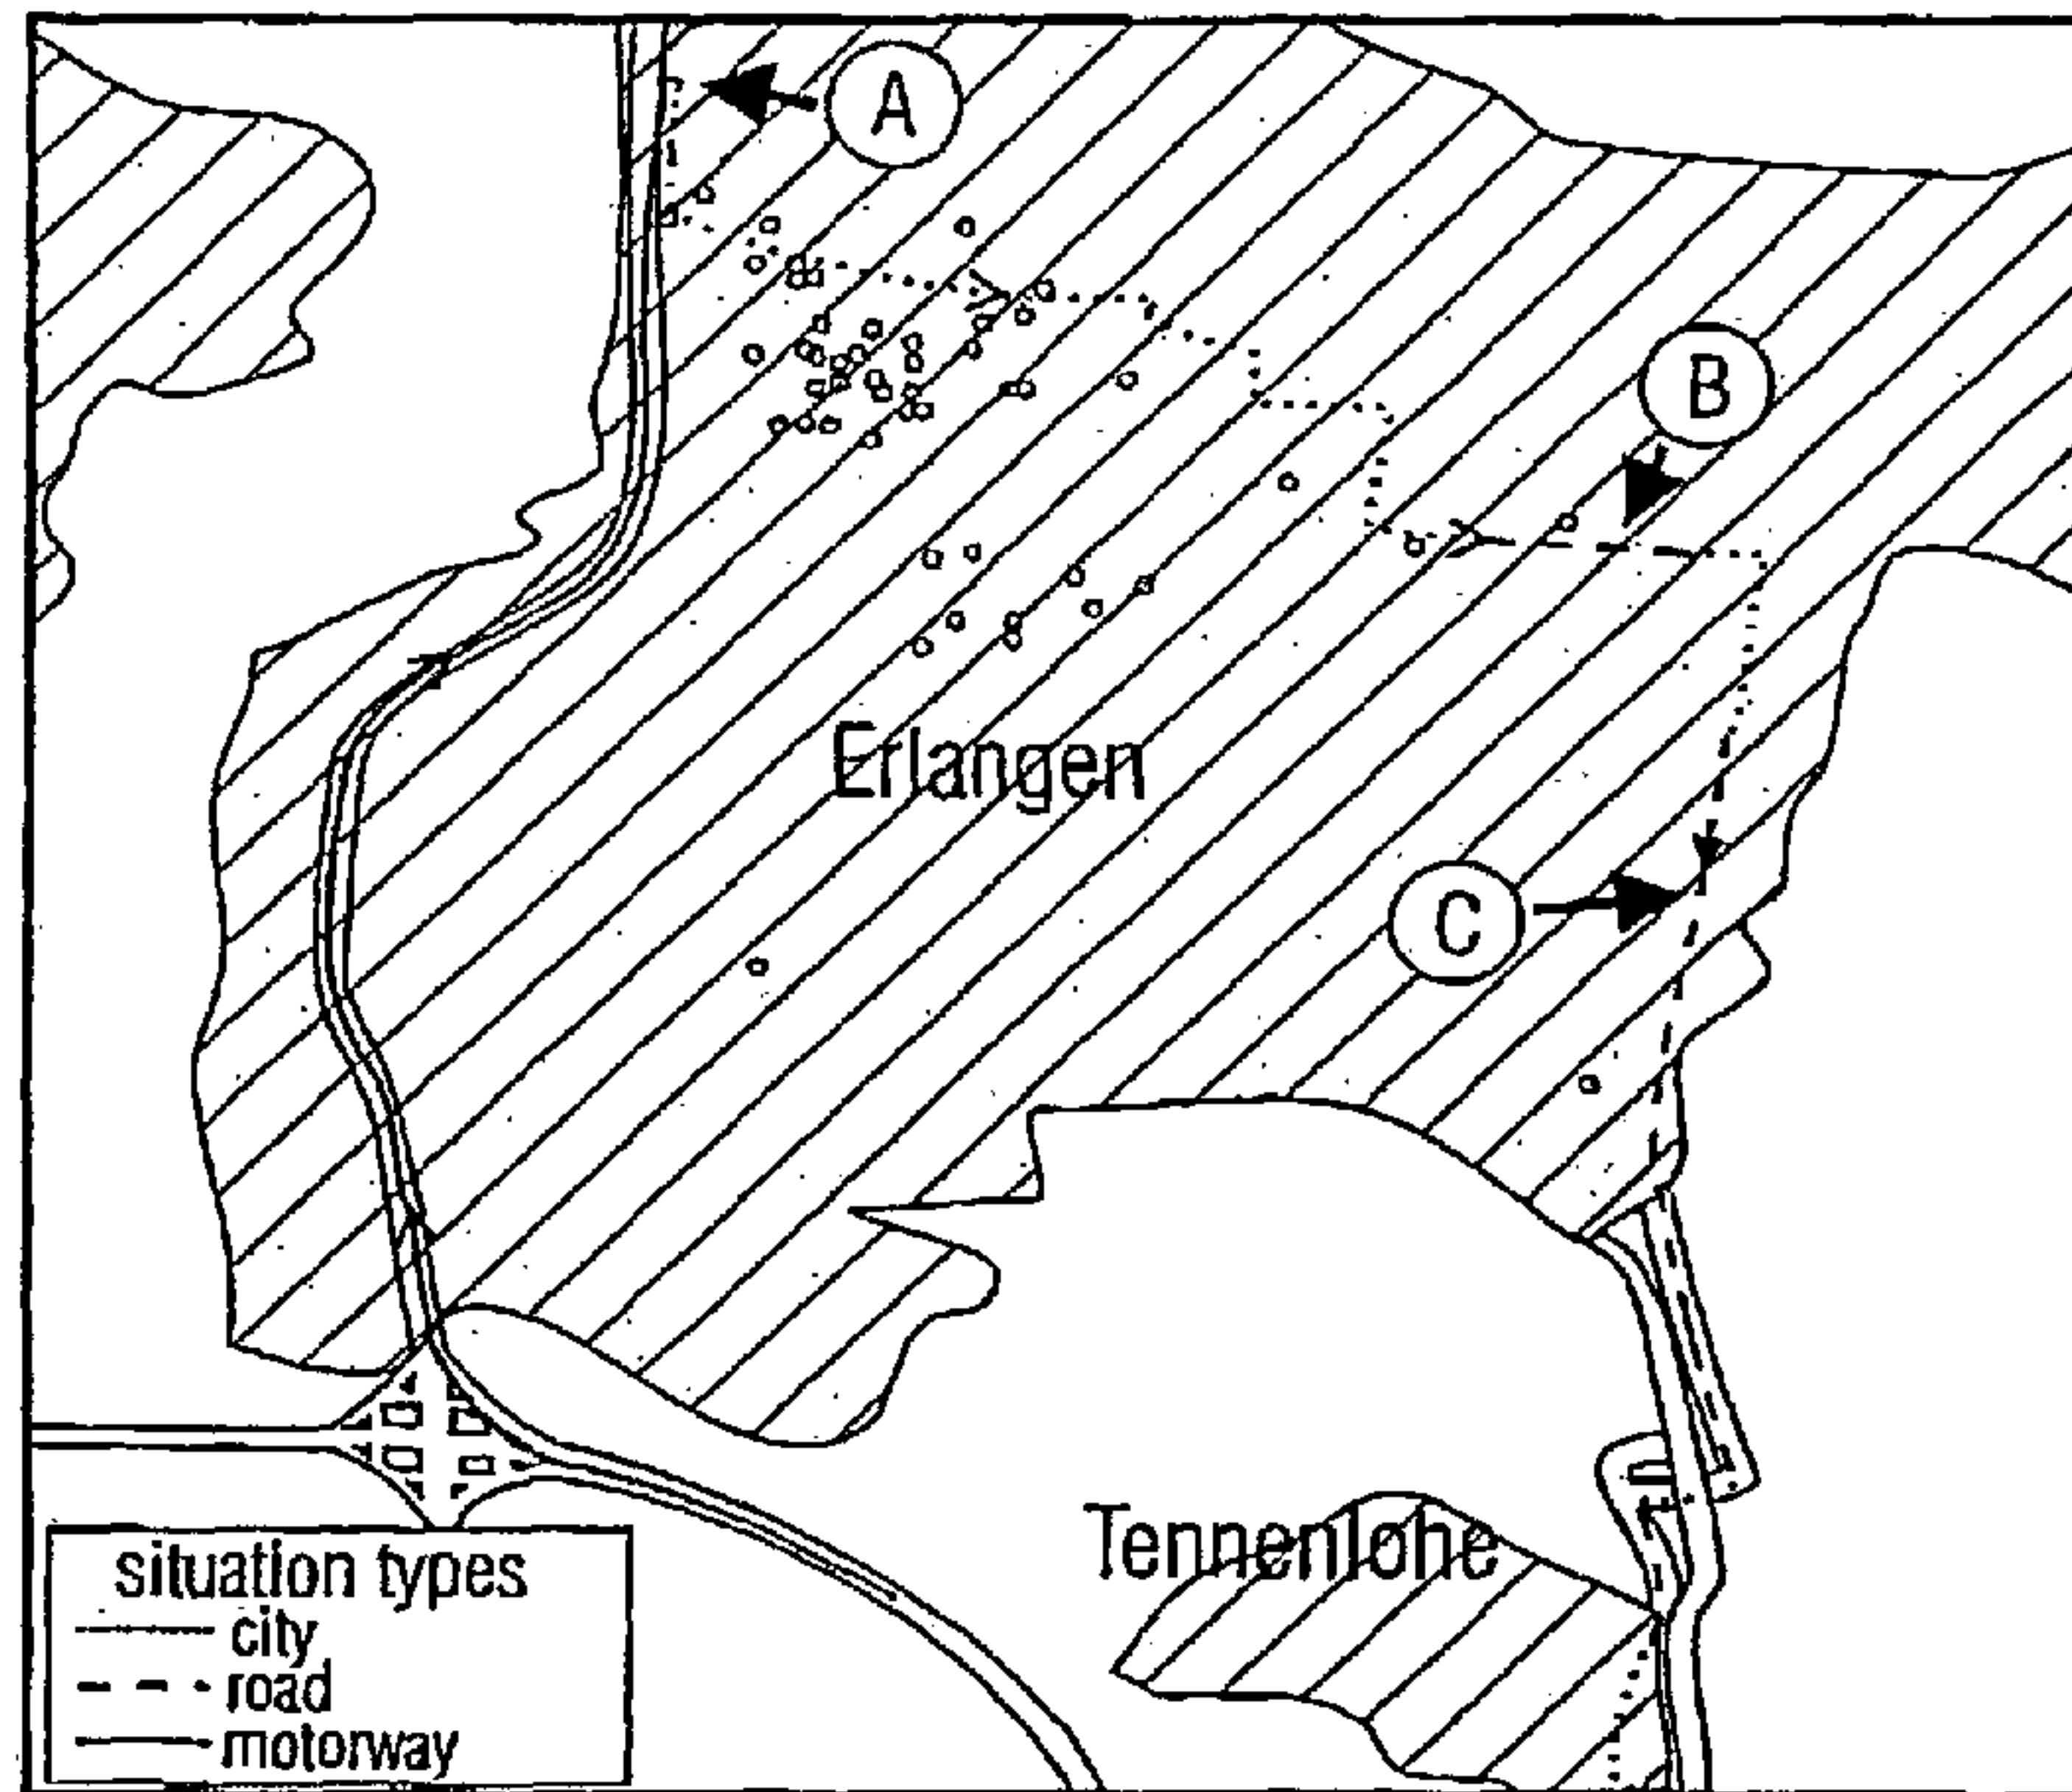 A
B
Erlangen
C
Tennenlohe
situation types
city
road
motorway